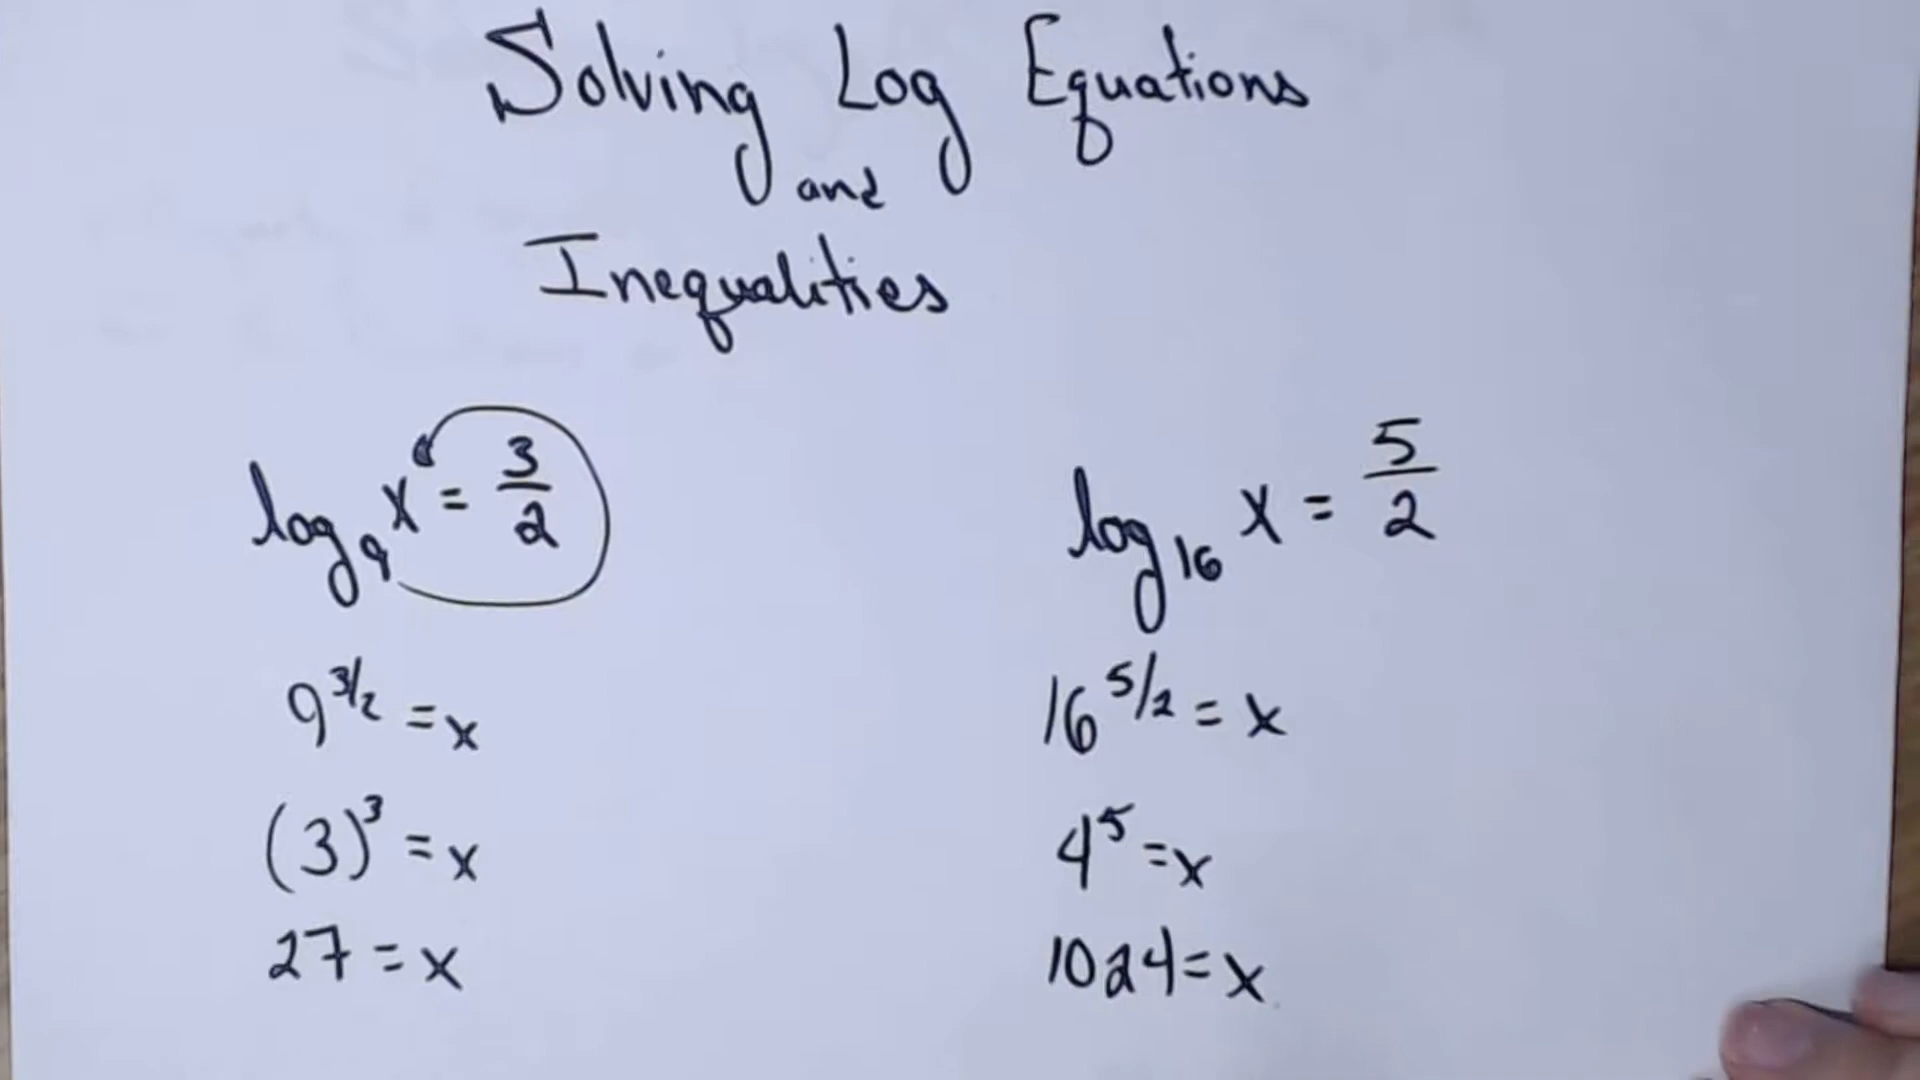 Solving Log Equations
and
Inequalities
log₉ x = 3/2
9^3/2 = x
(3)³ = x
27 = x
log₁₆ x = 5/2
16^5/2 = x
4⁵ = x
1024 = x